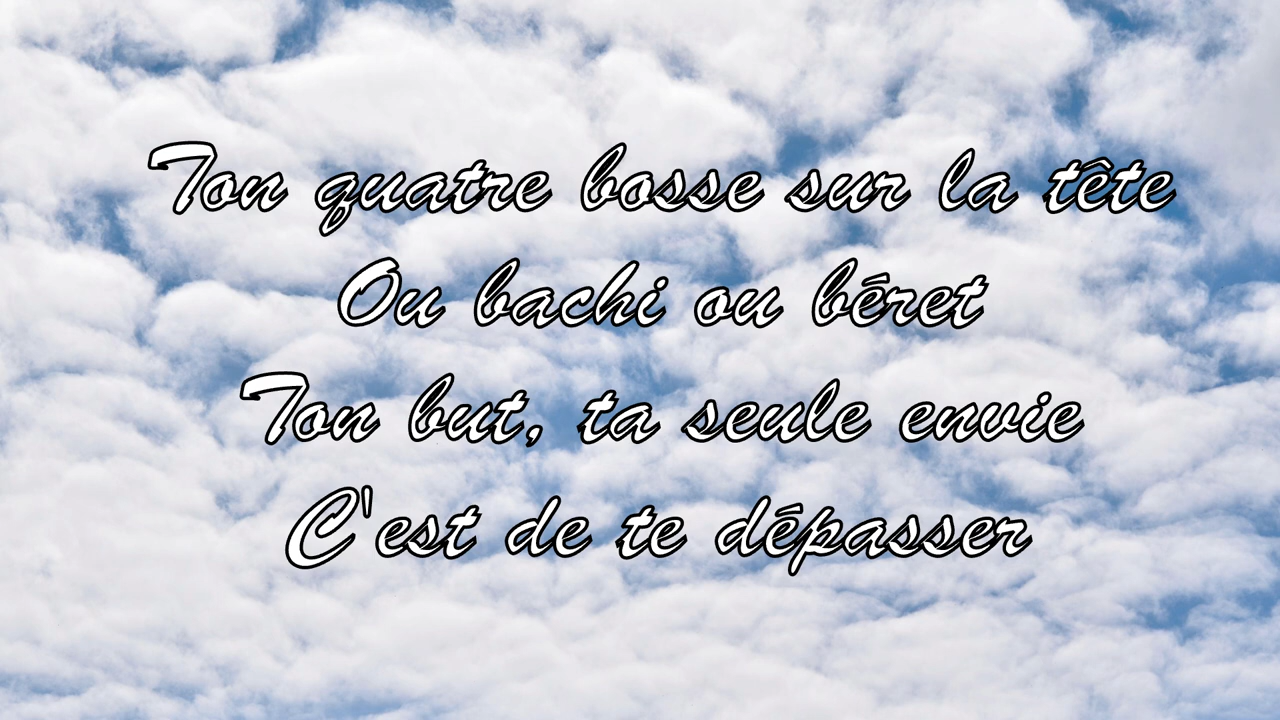 Ton quatre bosse sur la tête
Ou bachi ou béret
Ton but, ta seule envie
C'est de te dépasser